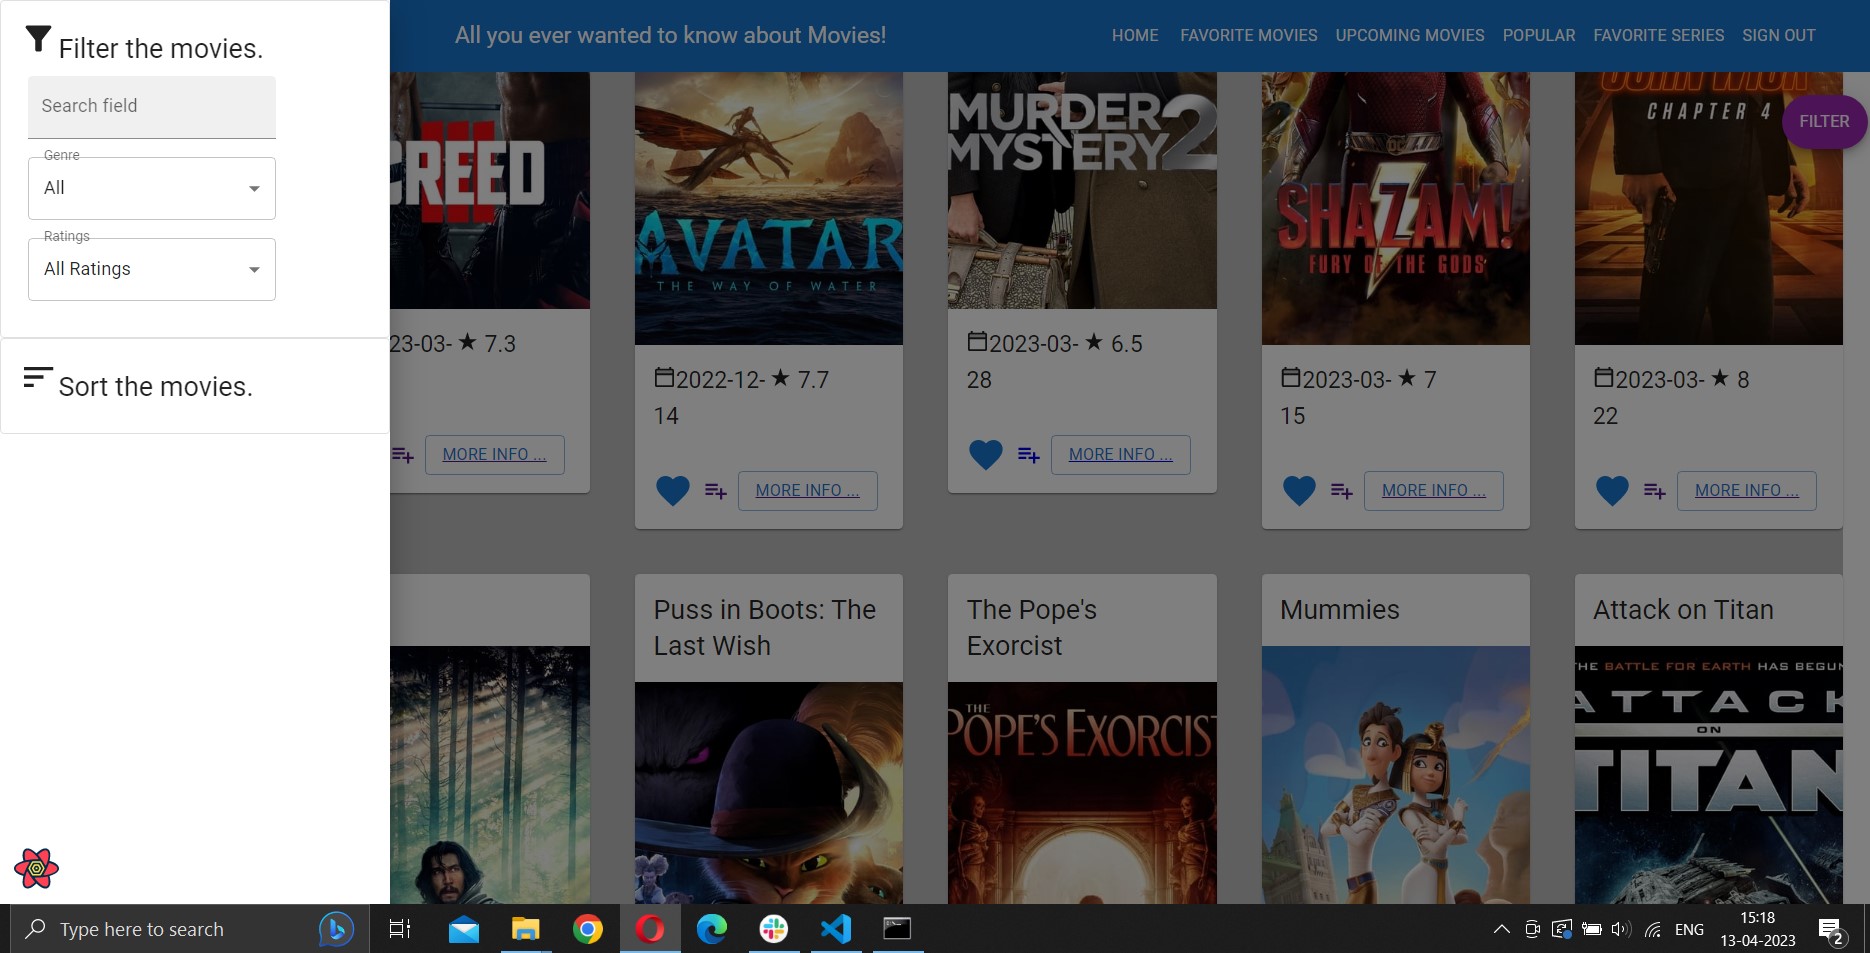 Filter the movies.
Search field
Genre
All
Ratings
All Ratings
Sort the movies.
All you ever wanted to know about Movies!
HOME FAVORITE MOVIES UPCOMING MOVIES POPULAR FAVORITE SERIES SIGN OUT
FILTER
CREED
III
23-03- ★ 7.3
MORE INFO ...
AVATAR
THE WAY OF WATER
2022-12- ★ 7.7
14
MORE INFO ...
MURDER
MYSTERY 2
2023-03- ★ 6.5
28
MORE INFO ...
DC
SHAZAM!
FURY OF THE GODS
2023-03- ★ 7
15
MORE INFO ...
JOHN WICK
CHAPTER 4
2023-03- ★ 8
22
MORE INFO ...
Puss in Boots: The
Last Wish
The Pope's
Exorcist
THE
POPE'S EXORCIST
Mummies
Attack on Titan
THE BATTLE FOR EARTH HAS BEGUN
ATTACK
ON
TITAN
Type here to search
ENG
15:18
13-04-2023
2